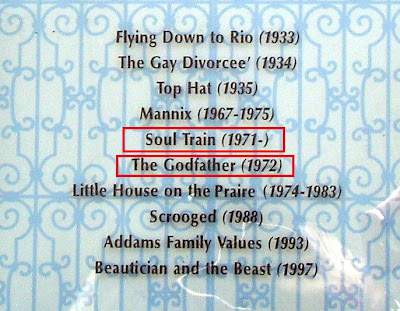 Flying Down to Rio (1933)
The Gay Divorcee' (1934)
Top Hat (1935)
Mannix (1967-1975)
Soul Train (1971-)
The Godfather (1972)
Little House on the Praire (1974-1983)
Scrooged (1988)
Addams Family Values (1993)
Beautician and the Beast (1997)